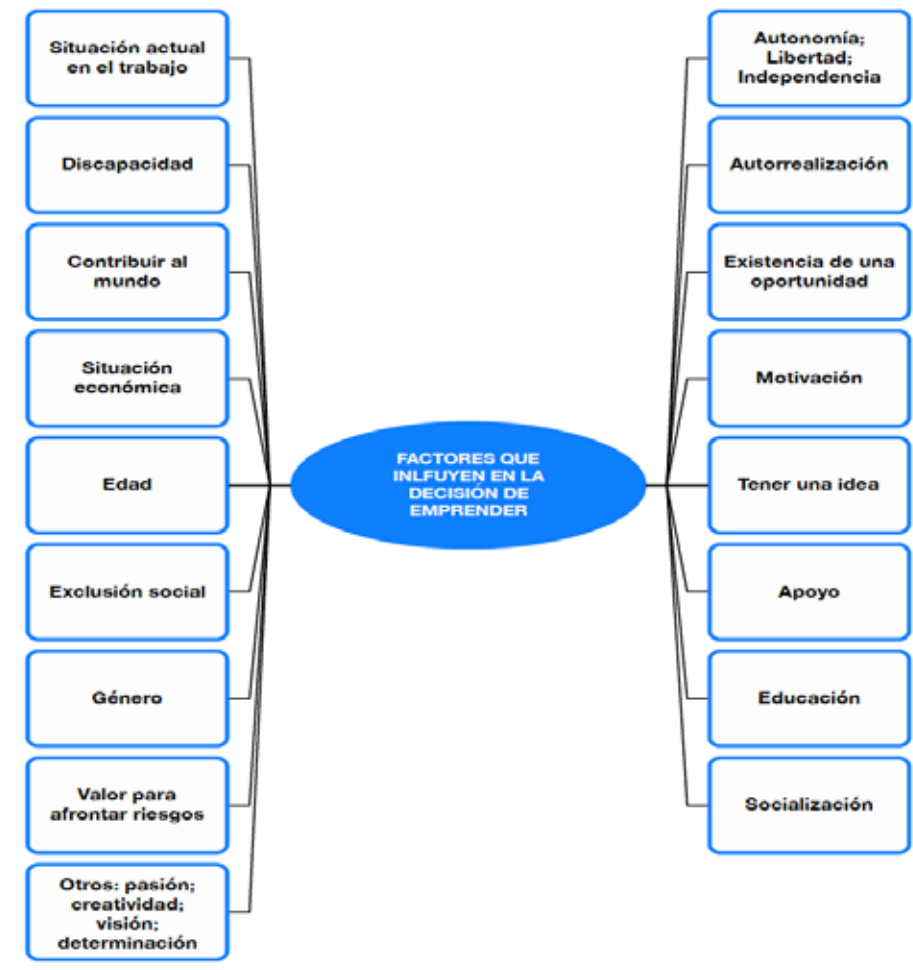 Situación actual
en el trabajo
Discapacidad
Contribuir al
mundo
Situación
económica
Edad
Exclusión social
Género
Valor para
afrontar riesgos
Otros: pasión;
creatividad;
visión;
determinación
FACTORES QUE
INLFUYEN EN LA
DECISIÓN DE
EMPRENDER
Autonomía;
Libertad;
Independencia
Autorrealización
Existencia de una
oportunidad
Motivación
Tener una idea
Apoyo
Educación
Socialización